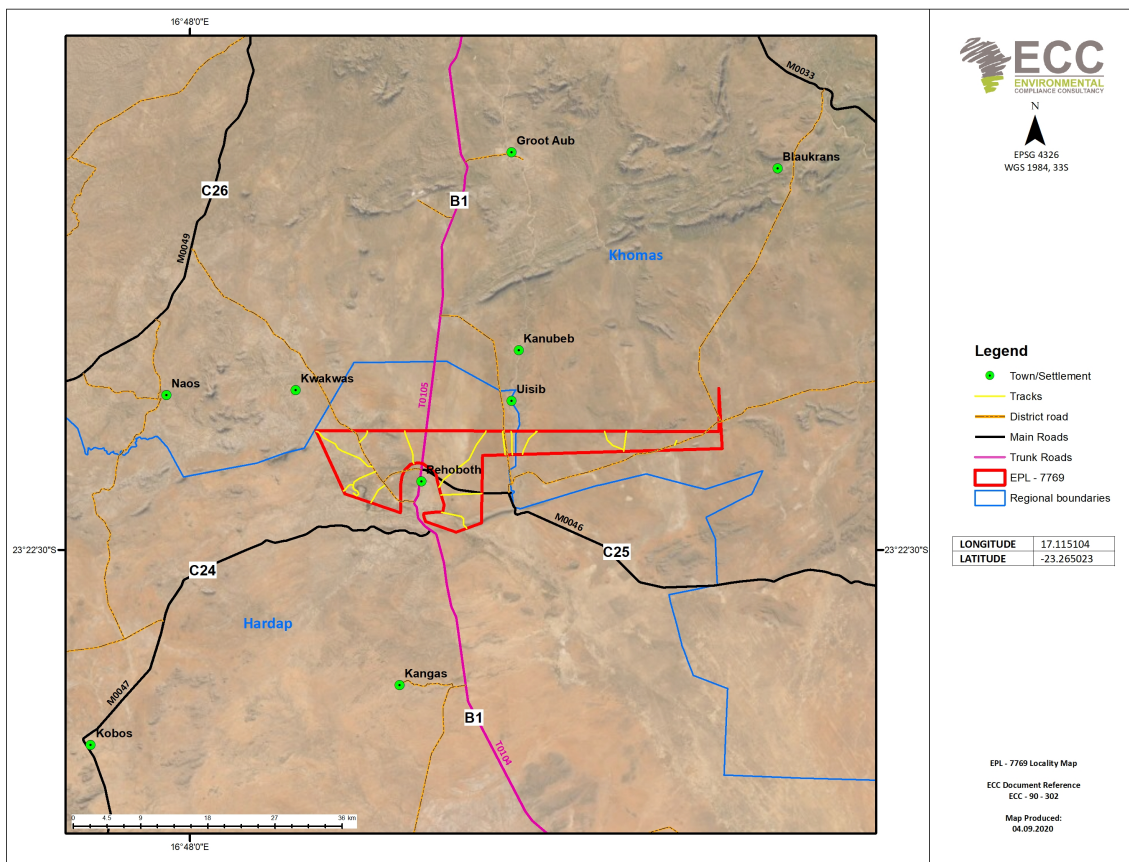 16°48'0"E
M0033
Groot Aub
Blaukrans
C26
B1
M0049
Khomas
Kanubeb
Naos
Kwakwas
T0105
Uisib
Rehoboth
M0046
23°22'30"S
23°22'30"S
C25
C24
Hardap
Kangas
M0047
B1
Kobos
T0104
0 4.5 9 18 27 36 km
16°48'0"E
ECC
ENVIRONMENTAL
COMPLIANCE CONSULTANCY
N
EPSG 4326
WGS 1984, 33S
Legend
Town/Settlement
Tracks
District road
Main Roads
Trunk Roads
EPL - 7769
Regional boundaries
LONGITUDE 17.115104
LATITUDE -23.265023
EPL - 7769 Locality Map
ECC Document Reference
ECC - 90 - 302
Map Produced:
04.09.2020